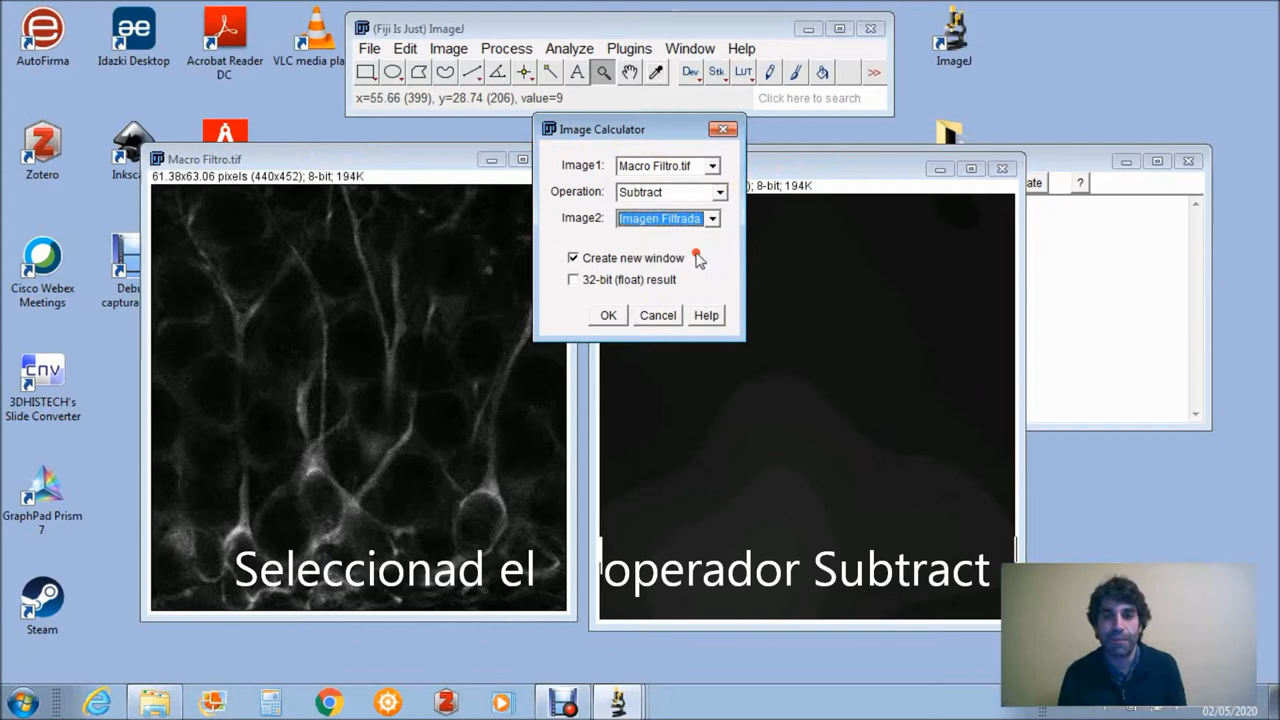 AutoFirma
Idazki Desktop
Acrobat Reader
DC
VLC media pla
(Fiji Is Just) ImageJ
File Edit Image Process Analyze Plugins Window Help
Dev Stk LUT >>
x=55.66 (399), y=28.74 (206), value=9
Click here to search
ImageJ
Zotero
Inksc
Macro Filtro.tif
61.38x63.06 pixels (440x452); 8-bit; 194K
); 8-bit; 194K
ate ?
Image Calculator
Image1: Macro Filtro.tif
Operation: Subtract
Image2: Imagen Filtrada
Create new window
32-bit (float) result
OK Cancel Help
Cisco Webex
Meetings
Debu
captura
cnv
3DHISTECH's
Slide Converter
GraphPad Prism
7
Steam
Seleccionad el operador Subtract
02/05/2020